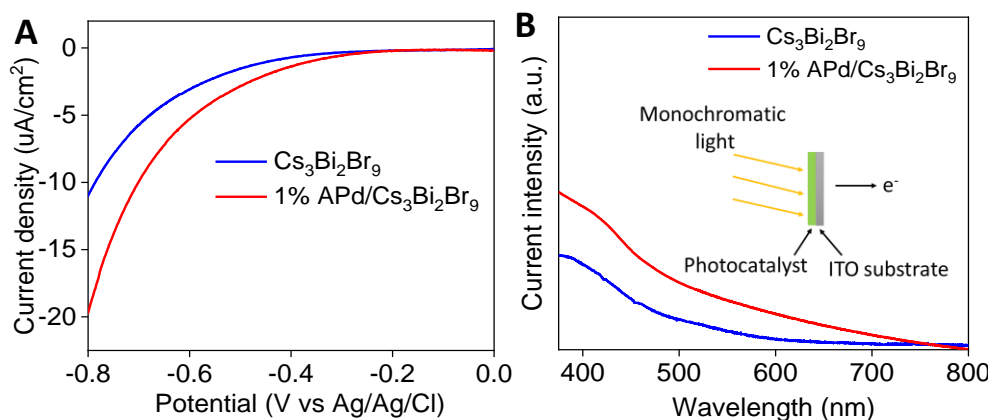 A
0
-5
-10
-15
-20
Current density (uA/cm²)
Cs₃Bi₂Br₉
1% APd/Cs₃Bi₂Br₉
-0.8
-0.6
-0.4
-0.2
0.0
Potential (V vs Ag/Ag/Cl)
B
Current intensity (a.u.)
Cs₃Bi₂Br₉
1% APd/Cs₃Bi₂Br₉
Monochromatic
light
e⁻
Photocatalyst
ITO substrate
400
500
600
700
800
Wavelength (nm)